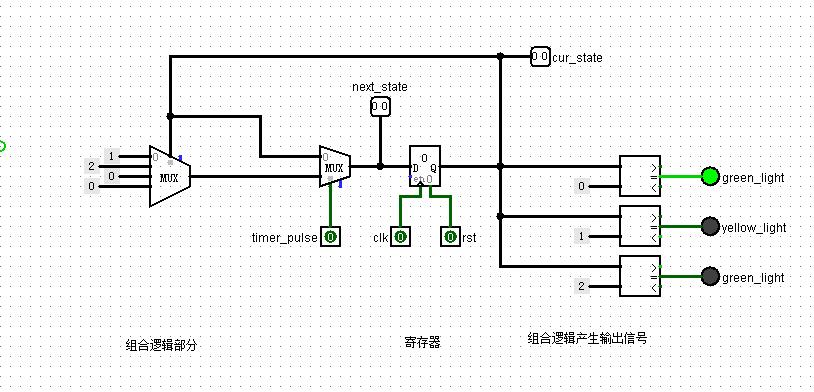 0 0 cur_state
next_state
0 0
1
2
0
0
0
MUX
0
MUX
0
D Q
en 0
>
=
<
0
green_light
>
=
<
1
yellow_light
>
=
<
2
green_light
timer_pulse 0
clk 0
0 rst
组合逻辑部分
寄存器
组合逻辑产生输出信号